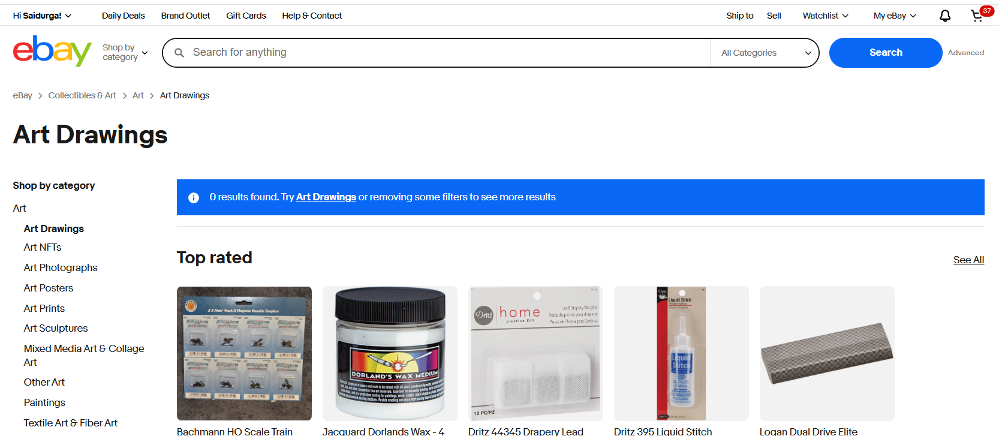 Hi Saidurga!
Daily Deals
Brand Outlet
Gift Cards
Help & Contact
Ship to
Sell
Watchlist
My eBay
37
ebay
Shop by
category
Search for anything
All Categories
Search
Advanced
eBay > Collectibles & Art > Art > Art Drawings
Art Drawings
Shop by category
Art
Art Drawings
Art NFTs
Art Photographs
Art Posters
Art Prints
Art Sculptures
Mixed Media Art & Collage
Art
Other Art
Paintings
Textile Art & Fiber Art
0 results found. Try Art Drawings or removing some filters to see more results
Top rated
See All
E-Z Mate Mark II Magnetic Knuckle Couplers
DORLAND'S WAX MEDIUM
Dritz
home
creative DIY
Lead Drapery Weights
Poids de plomb pour draperie
Pesas de Plomo para Cortinas
12 PC/PZ
Dritz
Liquid Stitch
Liquid
Stitch
Bachmann HO Scale Train
Jacquard Dorlands Wax - 4
Dritz 44345 Drapery Lead
Dritz 395 Liquid Stitch
Logan Dual Drive Elite